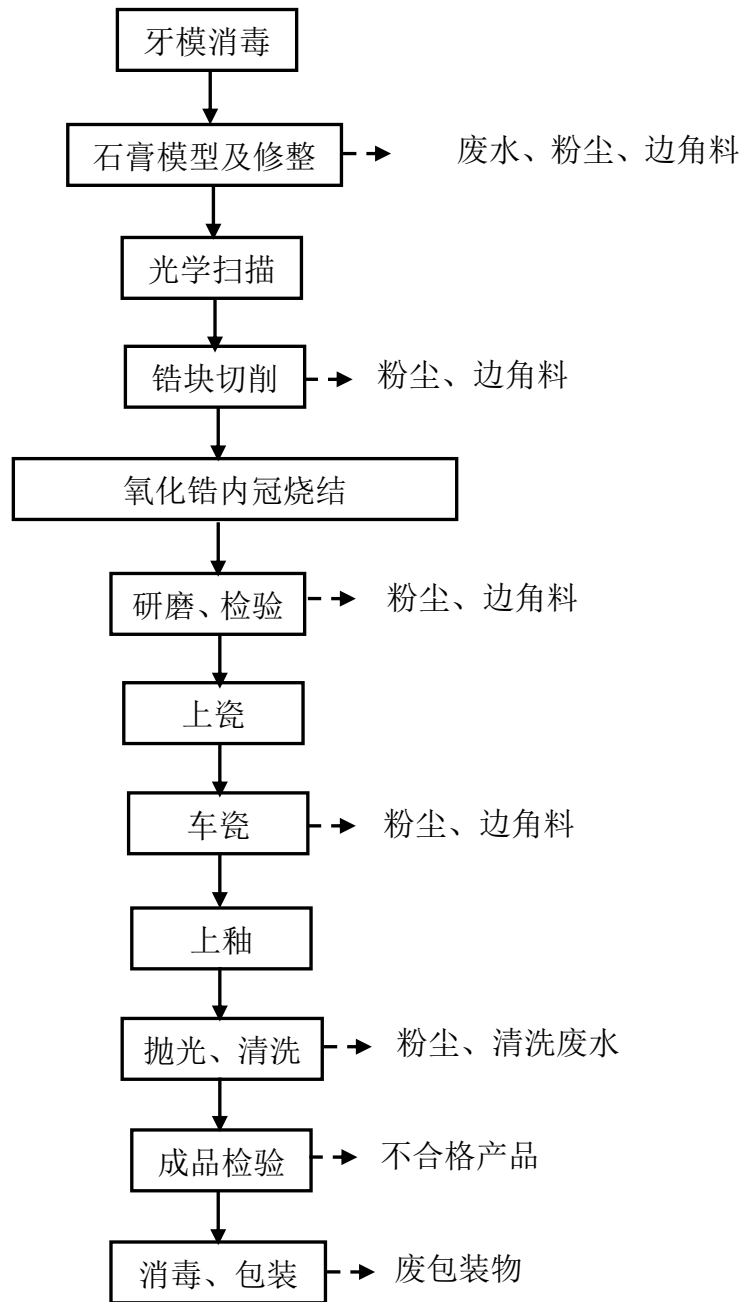 牙模消毒
石膏模型及修整
废水、粉尘、边角料
光学扫描
锆块切削
粉尘、边角料
氧化锆内冠烧结
研磨、检验
粉尘、边角料
上瓷
车瓷
粉尘、边角料
上釉
抛光、清洗
粉尘、清洗废水
成品检验
不合格产品
消毒、包装
废包装物